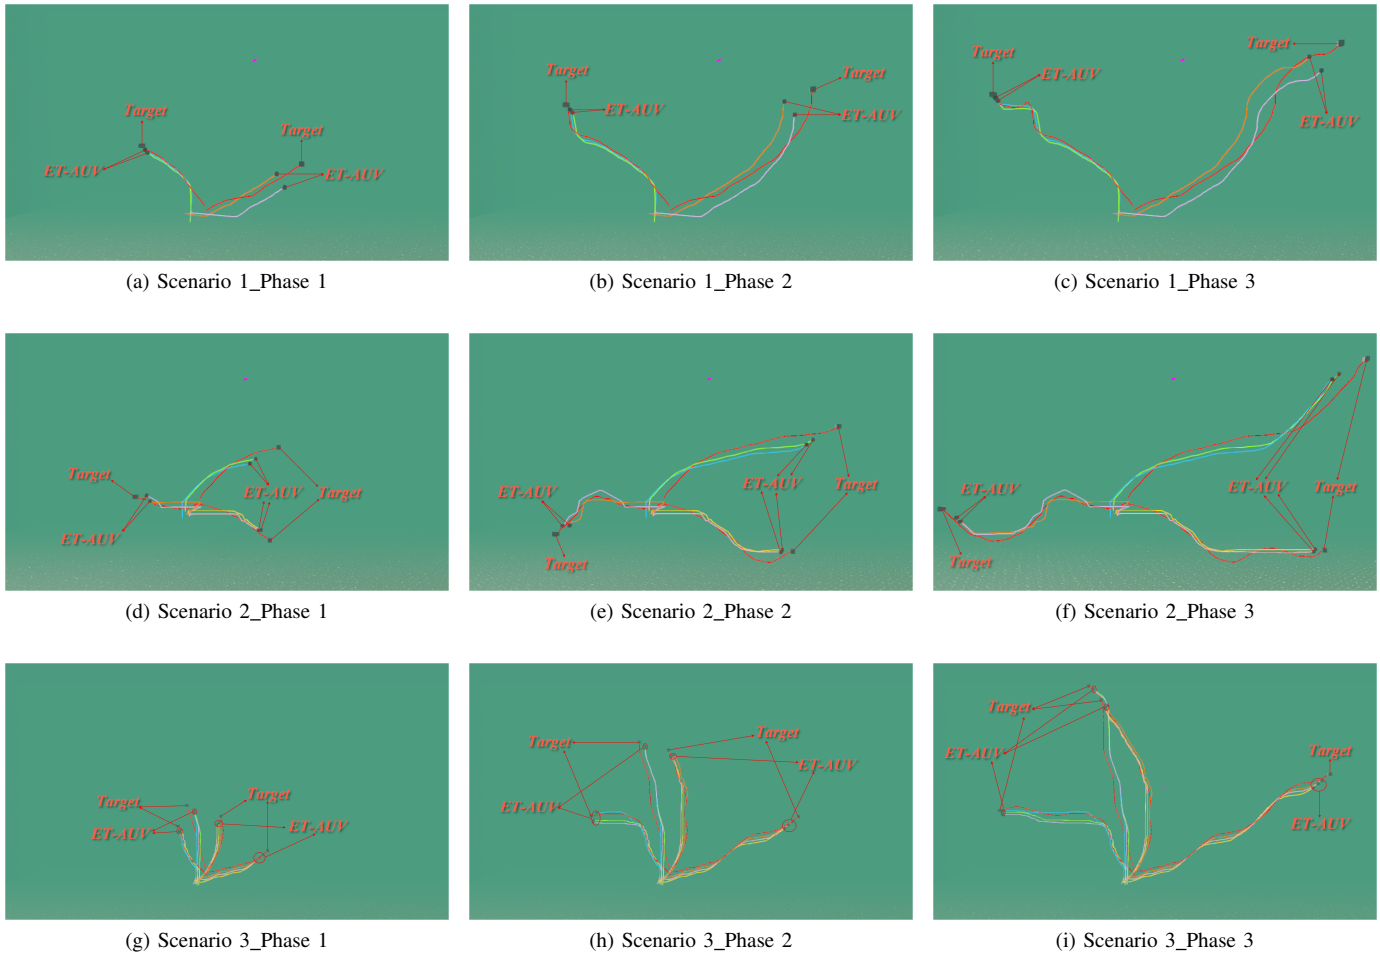 Target
Target
ET-AUV
ET-AUV
(a) Scenario 1_Phase 1
Target
Target
ET-AUV
ET-AUV
(b) Scenario 1_Phase 2
Target
Target
ET-AUV
ET-AUV
(c) Scenario 1_Phase 3
Target
ET-AUV
Target
ET-AUV
(d) Scenario 2_Phase 1
ET-AUV
ET-AUV
Target
Target
(e) Scenario 2_Phase 2
ET-AUV
ET-AUV
Target
Target
(f) Scenario 2_Phase 3
Target
Target
ET-AUV
ET-AUV
(g) Scenario 3_Phase 1
Target
Target
ET-AUV
ET-AUV
(h) Scenario 3_Phase 2
Target
ET-AUV
Target
ET-AUV
(i) Scenario 3_Phase 3